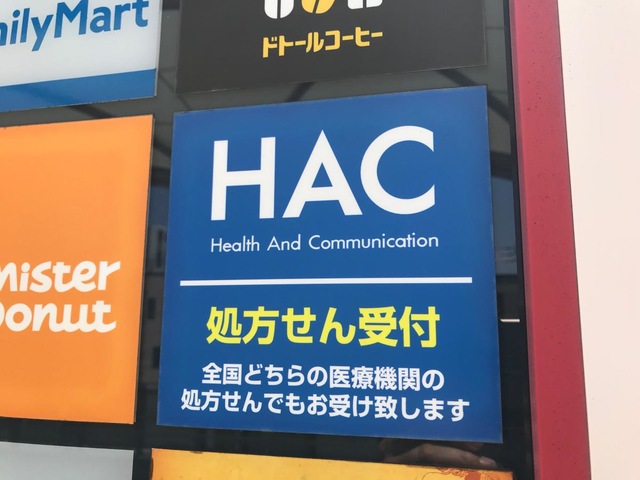 ilyMart
ドトールコーヒー
HAC
Health And Communication
mister
Donut
処方せん受付
全国どちらの医療機関の
処方せんでもお受け致します